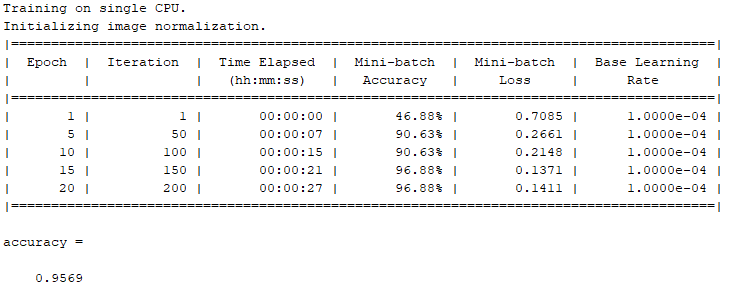 Training on single CPU.
Initializing image normalization.
|========================================================================================|
| Epoch | Iteration | Time Elapsed | Mini-batch | Mini-batch | Base Learning |
| | | (hh:mm:ss) | Accuracy | Loss | Rate |
|========================================================================================|
| 1 | 1 | 00:00:00 | 46.88% | 0.7085 | 1.0000e-04 |
| 5 | 50 | 00:00:07 | 90.63% | 0.2661 | 1.0000e-04 |
| 10 | 100 | 00:00:15 | 90.63% | 0.2148 | 1.0000e-04 |
| 15 | 150 | 00:00:21 | 96.88% | 0.1371 | 1.0000e-04 |
| 20 | 200 | 00:00:27 | 96.88% | 0.1411 | 1.0000e-04 |
|========================================================================================|
accuracy =
0.9569